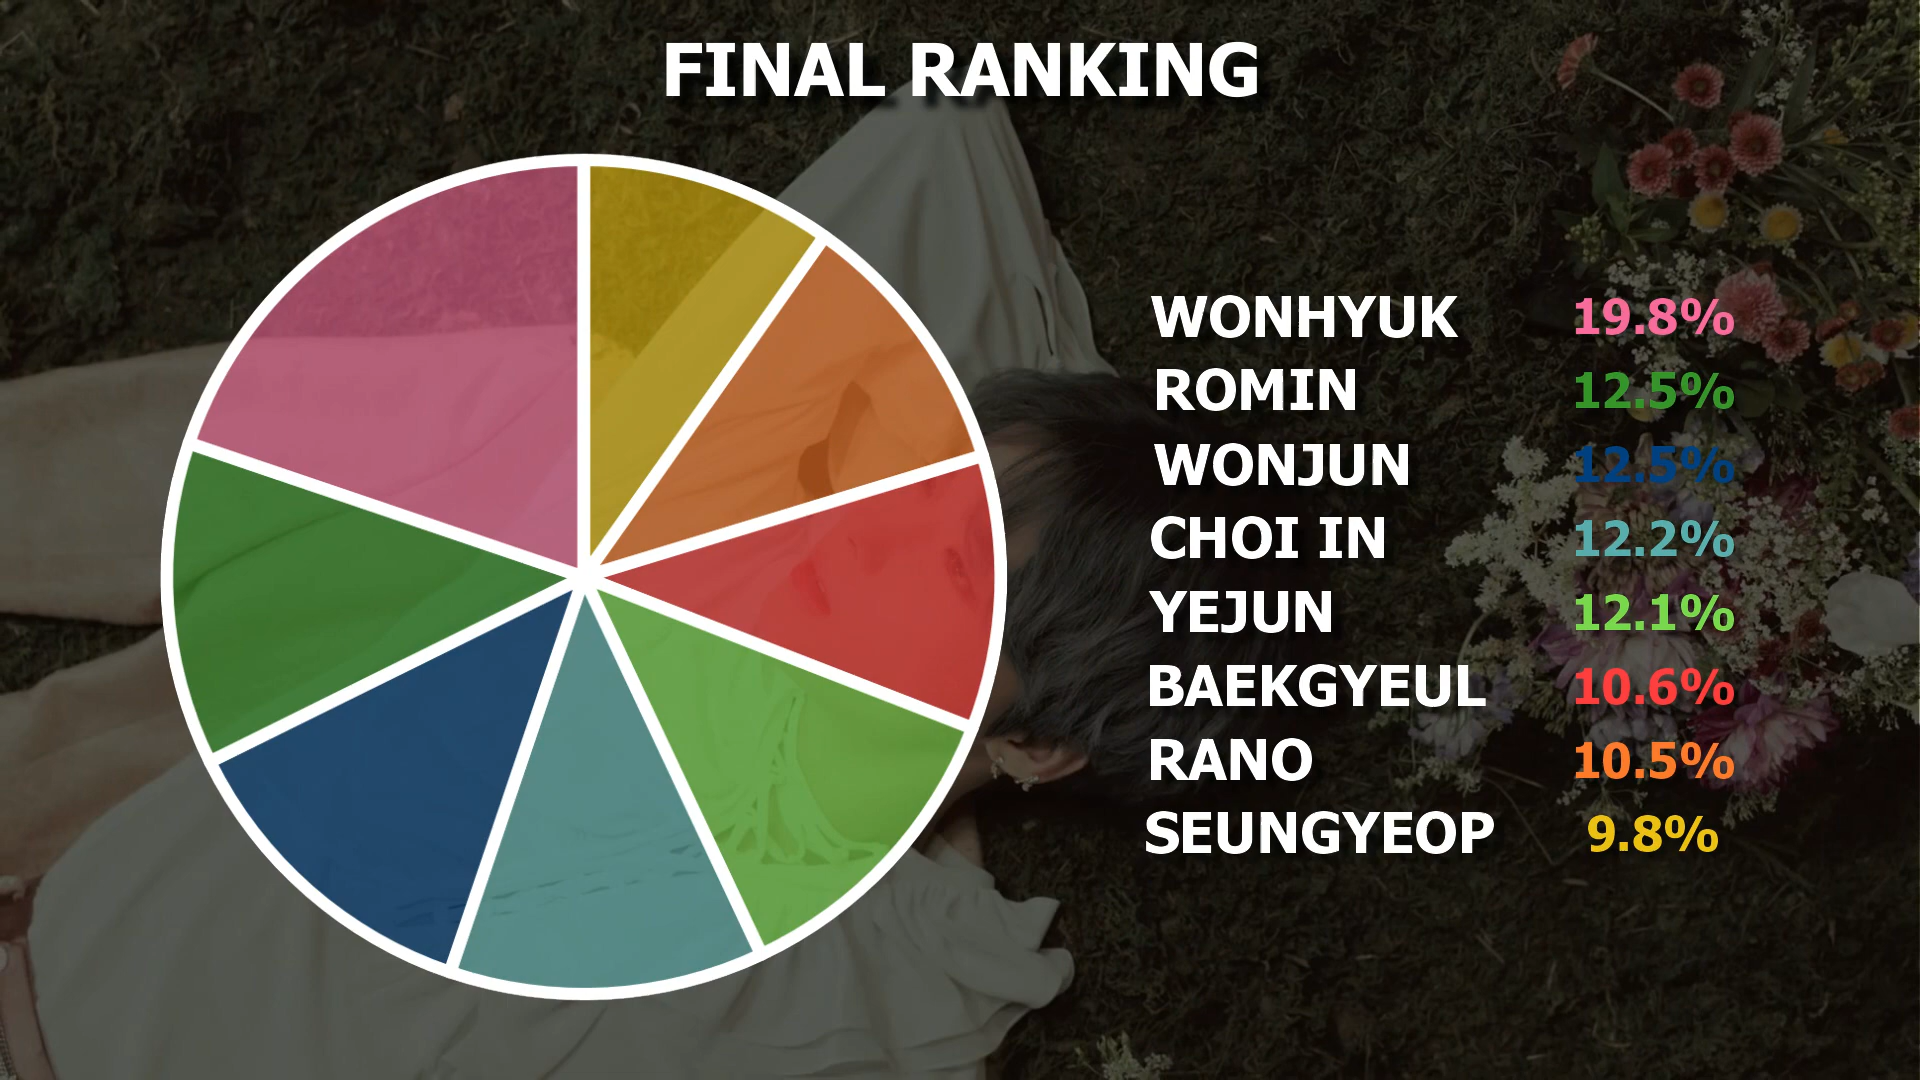 FINAL RANKING
WONHYUK 19.8%
ROMIN 12.5%
WONJUN 12.5%
CHOI IN 12.2%
YEJUN 12.1%
BAEKGYEUL 10.6%
RANO 10.5%
SEUNGYEOP 9.8%